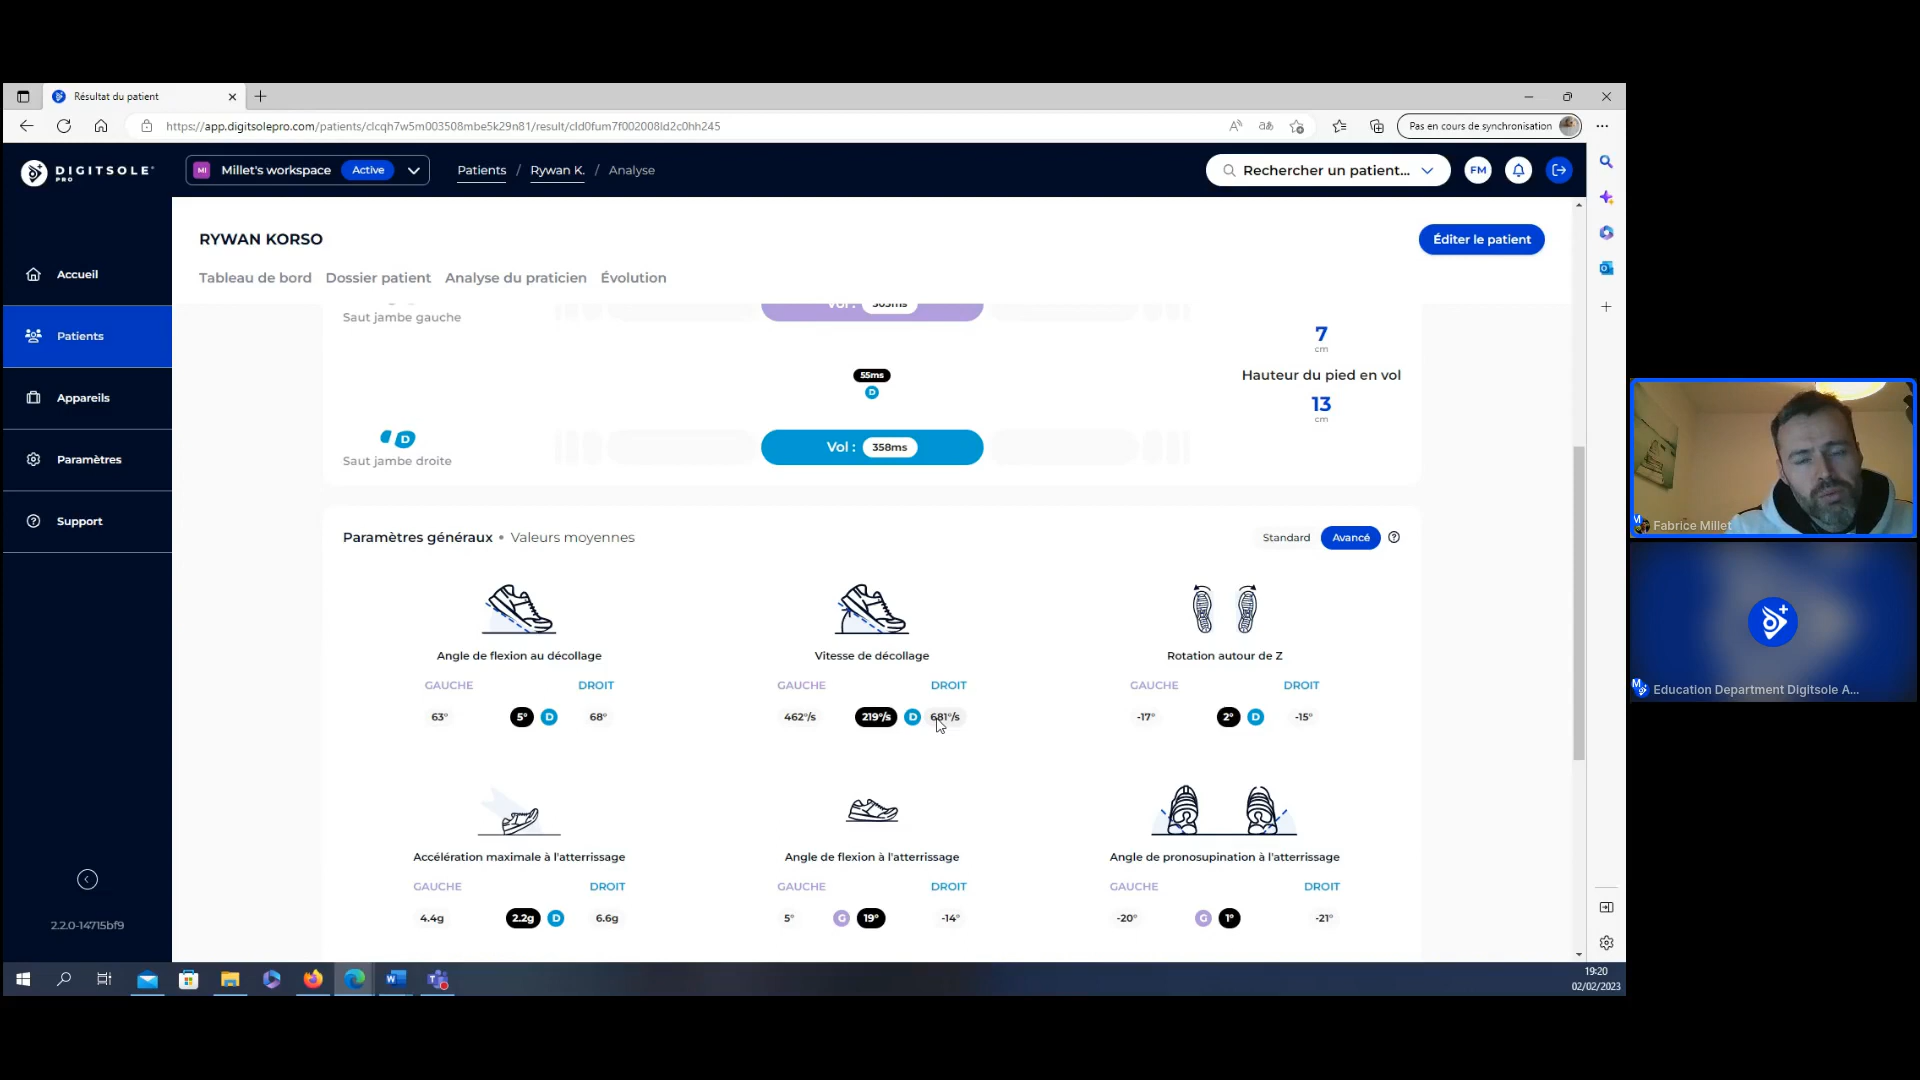 Résultat du patient
https://app.digitsolepro.com/patients/clcqh7w5m003508mbe5k29n81/result/cld0fum7f002008ld2c0hh245
Pas en cours de synchronisation
DIGITSOLE
PRO
MI Millet's workspace Active
Patients / Rywan K. / Analyse
Rechercher un patient...
FM
RYWAN KORSO
Éditer le patient
Tableau de bord Dossier patient Analyse du praticien Évolution
Accueil
Patients
Appareils
Paramètres
Support
2.2.0-14715bf9
Vol : 303ms
Saut jambe gauche
7
cm
55ms
D
Hauteur du pied en vol
13
cm
D
Saut jambe droite
Vol : 358ms
Paramètres généraux • Valeurs moyennes
Standard Avancé
Angle de flexion au décollage
GAUCHE DROIT
63° 5° D 68°
Vitesse de décollage
GAUCHE DROIT
462°/s 219°/s D 681°/s
Rotation autour de Z
GAUCHE DROIT
-17° 2° D -15°
Accélération maximale à l'atterrissage
GAUCHE DROIT
4.4g 2.2g D 6.6g
Angle de flexion à l'atterrissage
GAUCHE DROIT
5° G 19° -14°
Angle de pronosupination à l'atterrissage
GAUCHE DROIT
-20° G 1° -21°
19:20
02/02/2023
Fabrice Millet
Education Department Digitsole A...